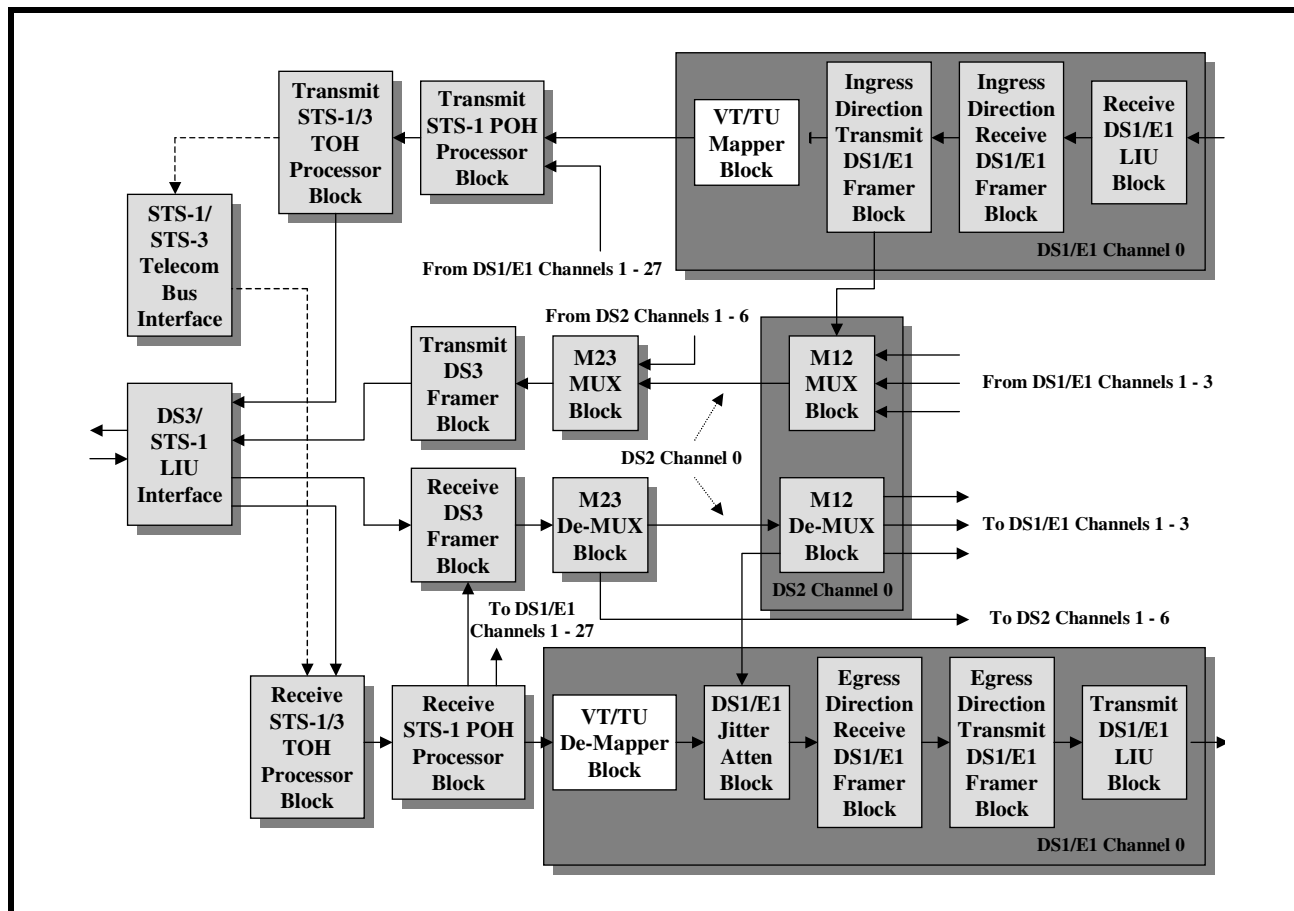 Transmit
STS-1/3
TOH
Processor
Block
Transmit
STS-1 POH
Processor
Block
VT/TU
Mapper
Block
Ingress
Direction
Transmit
DS1/E1
Framer
Block
Ingress
Direction
Receive
DS1/E1
Framer
Block
Receive
DS1/E1
LIU
Block
DS1/E1 Channel 0
STS-1/
STS-3
Telecom
Bus
Interface
From DS1/E1 Channels 1 - 27
From DS2 Channels 1 - 6
Transmit
DS3
Framer
Block
M23
MUX
Block
M12
MUX
Block
From DS1/E1 Channels 1 - 3
DS3/
STS-1
LIU
Interface
DS2 Channel 0
Receive
DS3
Framer
Block
M23
De-MUX
Block
M12
De-MUX
Block
To DS1/E1 Channels 1 - 3
DS2 Channel 0
To DS1/E1
Channels 1 - 27
To DS2 Channels 1 - 6
Receive
STS-1/3
TOH
Processor
Block
Receive
STS-1 POH
Processor
Block
VT/TU
De-Mapper
Block
DS1/E1
Jitter
Atten
Block
Egress
Direction
Receive
DS1/E1
Framer
Block
Egress
Direction
Transmit
DS1/E1
Framer
Block
Transmit
DS1/E1
LIU
Block
DS1/E1 Channel 0